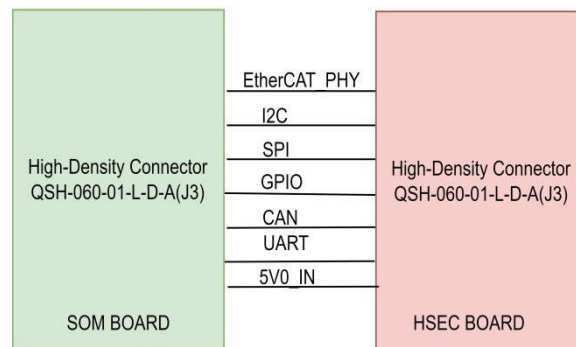 EtherCAT_PHY
I2C
SPI
GPIO
CAN
UART
5V0_IN
High-Density Connector
QSH-060-01-L-D-A(J3)
SOM BOARD
High-Density Connector
QSH-060-01-L-D-A(J3)
HSEC BOARD